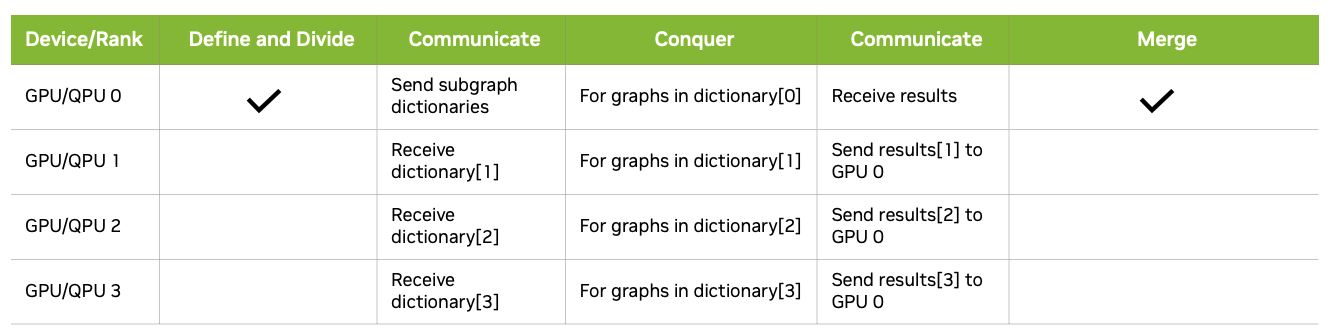 Device/Rank Define and Divide Communicate Conquer Communicate Merge
GPU/QPU 0
Send subgraph
dictionaries
For graphs in dictionary[0]
Receive results
GPU/QPU 1
Receive
dictionary[1]
For graphs in dictionary[1]
Send results[1] to
GPU 0
GPU/QPU 2
Receive
dictionary[2]
For graphs in dictionary[2]
Send results[2] to
GPU 0
GPU/QPU 3
Receive
dictionary[3]
For graphs in dictionary[3]
Send results[3] to
GPU 0